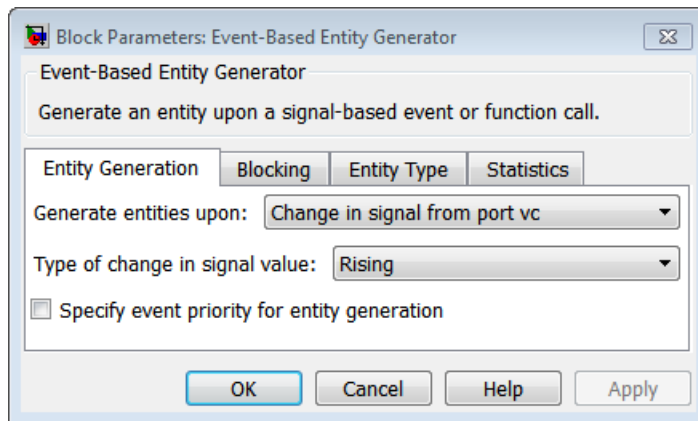 Block Parameters: Event-Based Entity Generator
Event-Based Entity Generator
Generate an entity upon a signal-based event or function call.
Entity Generation Blocking Entity Type Statistics
Generate entities upon: Change in signal from port vc
Type of change in signal value: Rising
Specify event priority for entity generation
OK Cancel Help Apply